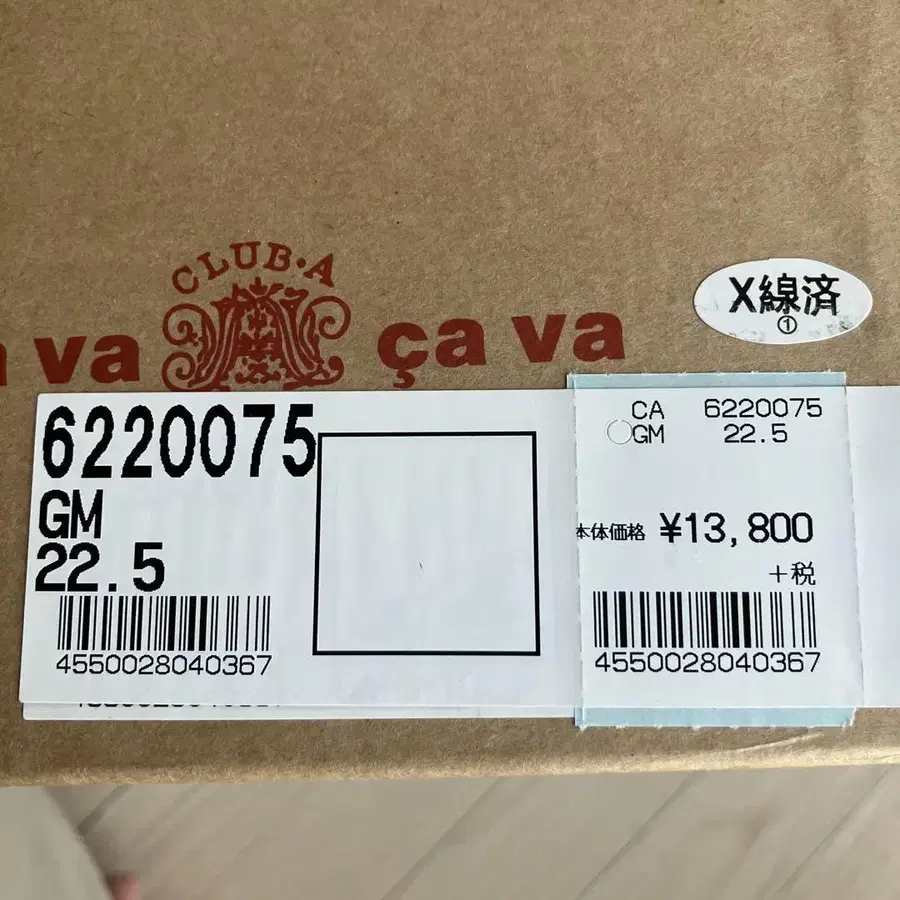 CLUB・A
va
ça va
X線済
①
6220075
GM
22.5
4550028040367
CA 6220075
GM 22.5
本体価格 ¥13,800
+税
4550028040367